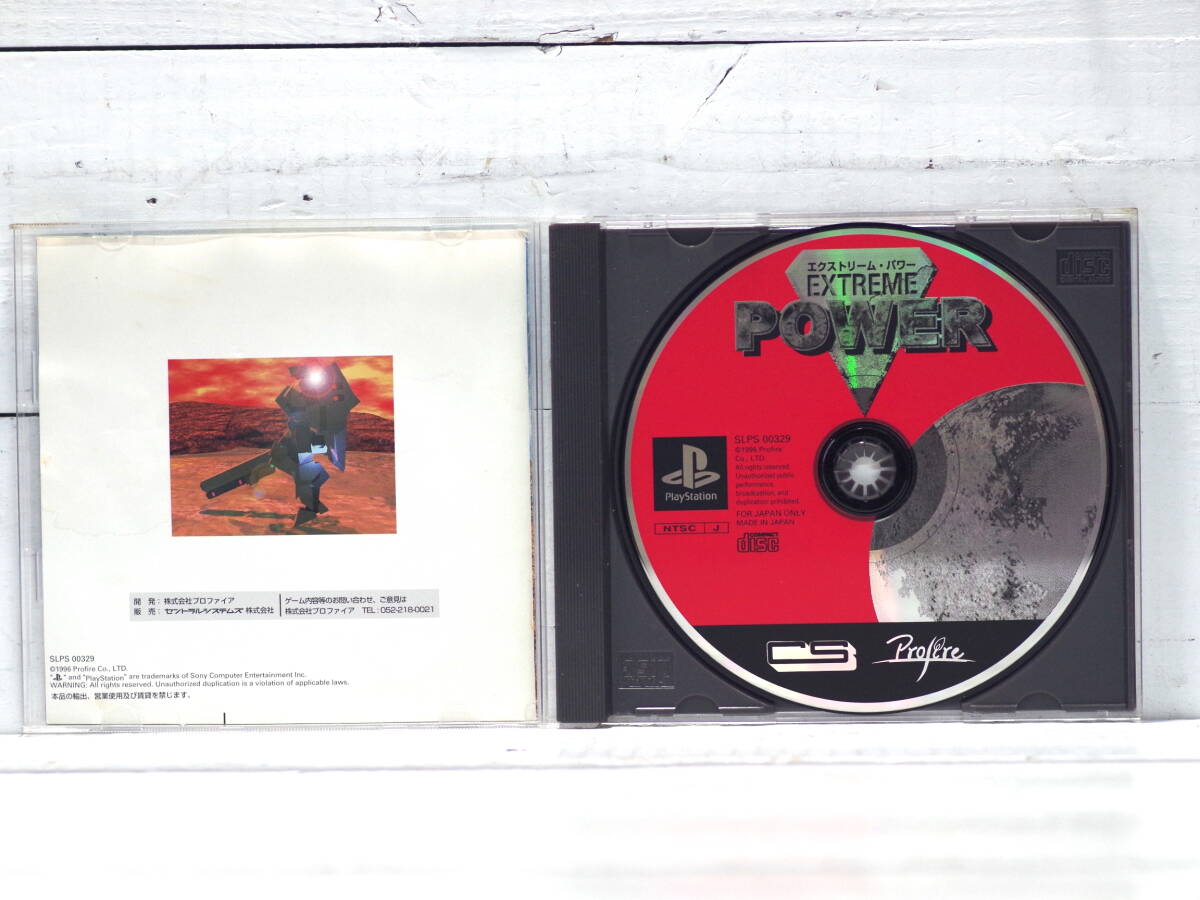 開 発：株式会社プロファイア
販 売：セントラルシステムズ 株式会社
ゲーム内容等のお問い合わせ、ご意見は
株式会社プロファイア TEL：052-218-0021
SLPS 00329
©1996 Profire Co., LTD.
" " and "PlayStation" are trademarks of Sony Computer Entertainment Inc.
WARNING: All rights reserved. Unauthorized duplication is a violation of applicable laws.
本品の輸出、営業使用及び賃貸を禁じます。
エクストリーム・パワー
EXTREME
POWER
PlayStation
NTSC J
SLPS 00329
©1996 Profire
Co., LTD.
All rights reserved.
Unauthorized public
performance,
broadcasting, and
duplication prohibited.
FOR JAPAN ONLY
MADE IN JAPAN
COMPACT
disc
CS
Profire
disc